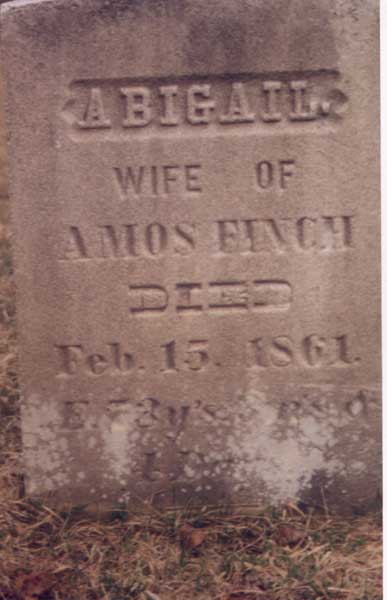 ABIGAIL.
WIFE OF
AMOS FINCH
DIED
Feb. 15. 1861.